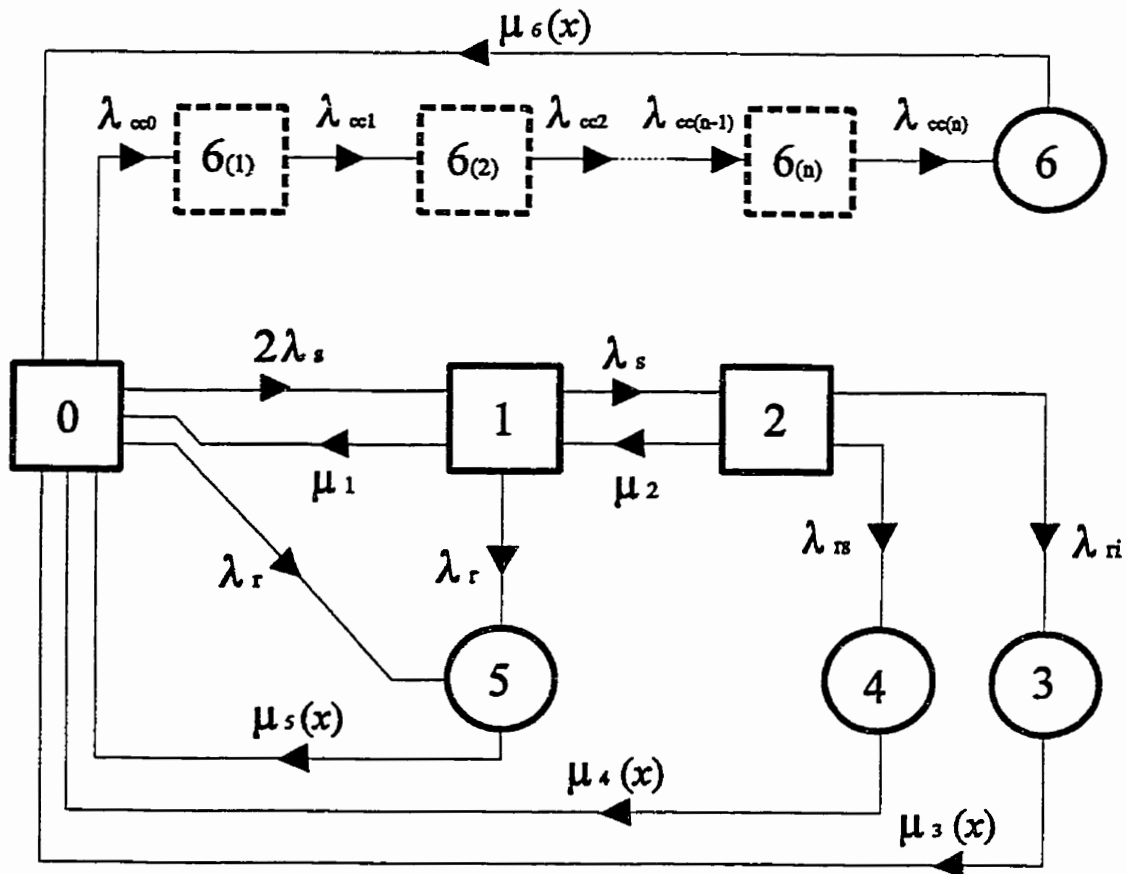 μ 6 (x)
λ cc0 λ cc1 λ cc2 λ cc(n-1) λ cc(n)
6(1) 6(2) 6(n) 6
2λ s λ s
0 1 2
μ 1 μ 2
λ r λ r λ rs λ ri
5 4 3
μ 5 (x)
μ 4 (x)
μ 3 (x)